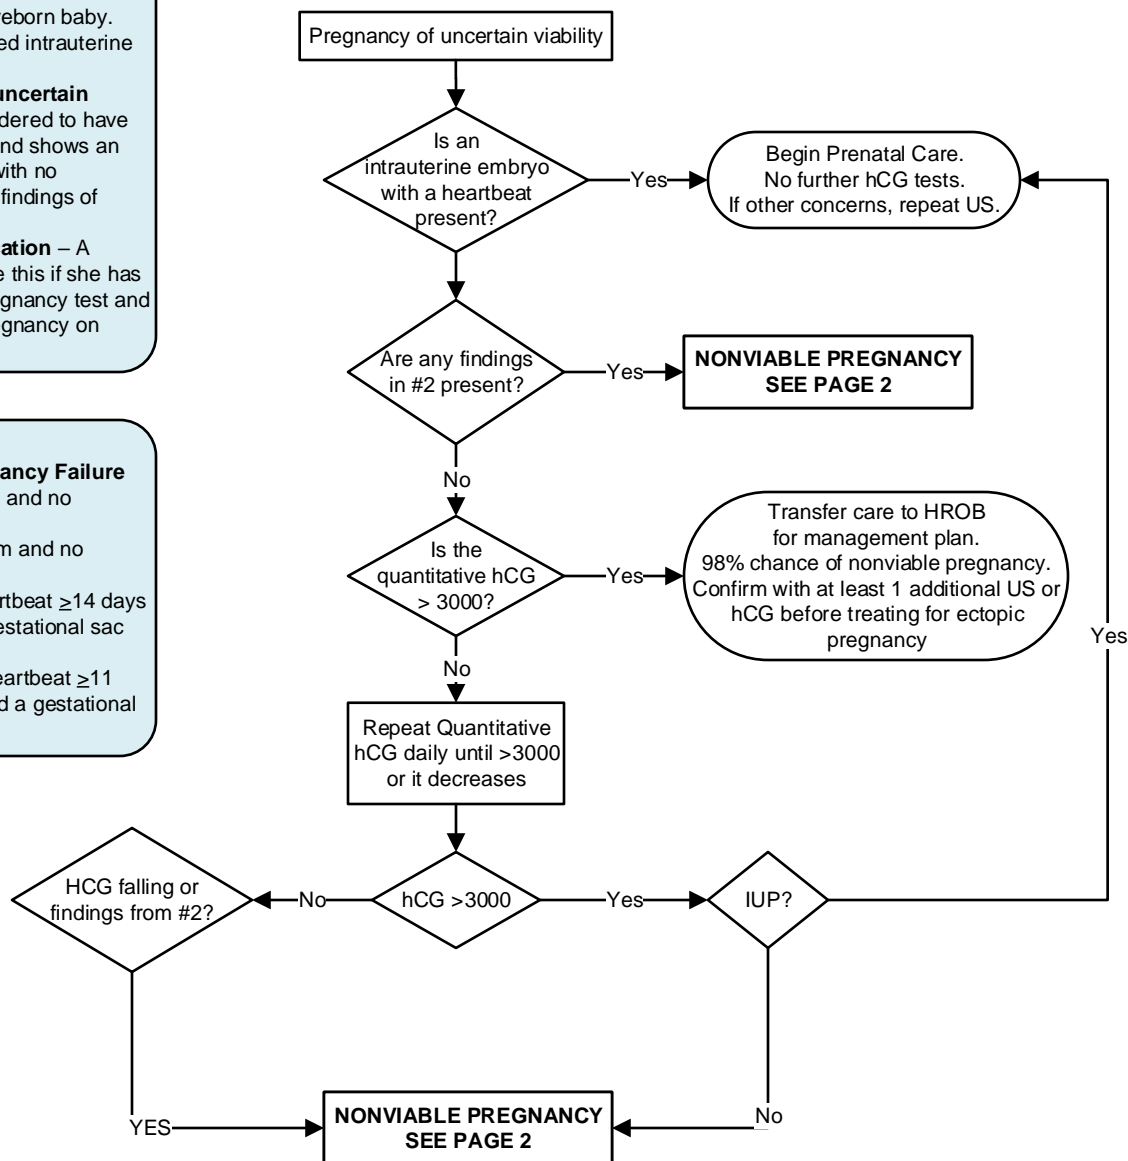 reborn baby.
ed intrauterine
uncertain
dered to have
nd shows an
with no
findings of
ation – A
e this if she has
gnancy test and
egnancy on
ancy Failure
and no
m and no
rtbeat ≥14 days
estational sac
eartbeat ≥11
d a gestational
Pregnancy of uncertain viability
Is an
intrauterine embryo
with a heartbeat
present?
Yes
Begin Prenatal Care.
No further hCG tests.
If other concerns, repeat US.
Are any findings
in #2 present?
Yes
NONVIABLE PREGNANCY
SEE PAGE 2
No
Is the
quantitative hCG
> 3000?
Yes
Transfer care to HROB
for management plan.
98% chance of nonviable pregnancy.
Confirm with at least 1 additional US or
hCG before treating for ectopic
pregnancy
Yes
No
Repeat Quantitative
hCG daily until >3000
or it decreases
HCG falling or
findings from #2?
No
hCG >3000
Yes
IUP?
YES
NONVIABLE PREGNANCY
SEE PAGE 2
No